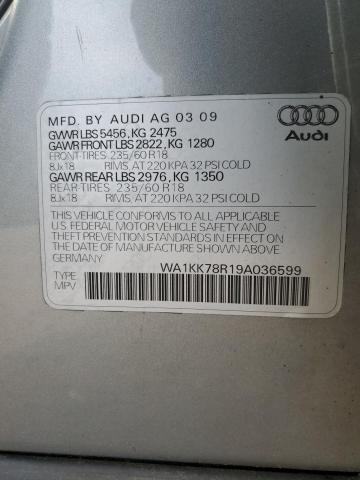 MFD. BY AUDI AG 03 09
GVWR LBS 5456, KG 2475
GAWR FRONT LBS 2822, KG 1280
FRONT-TIRES 235/60 R18
8Jx18 RIMS AT 220 KPA 32 PSI COLD
GAWR REAR LBS 2976, KG 1350
REAR-TIRES 235/60 R18
8Jx18 RIMS AT 220 KPA 32 PSI COLD
Audi
THIS VEHICLE CONFORMS TO ALL APPLICABLE
U.S FEDERAL MOTOR VEHICLE SAFETY AND
THEFT PREVENTION STANDARDS IN EFFECT ON
THE DATE OF MANUFACTURE SHOWN ABOVE
GERMANY
TYPE
MPV
WA1KK78R19A036599